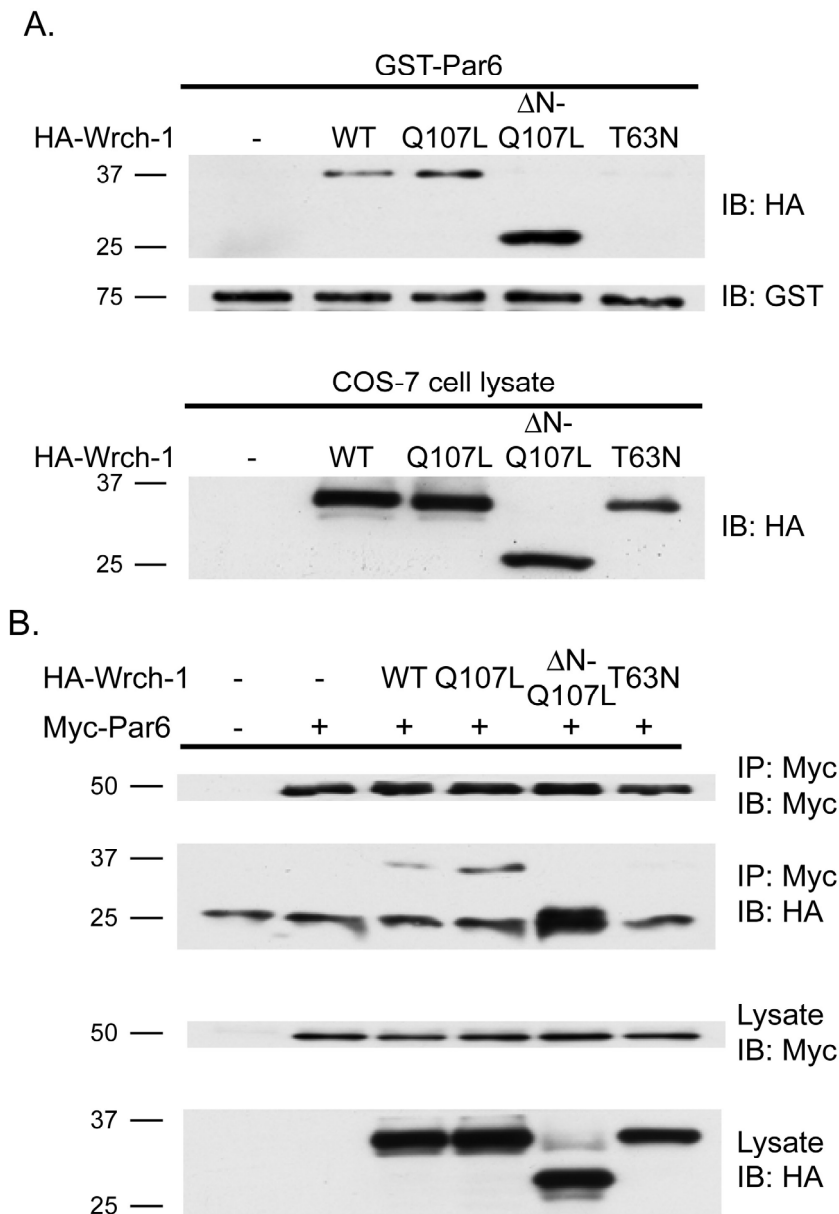 A.
GST-Par6
ΔN-
HA-Wrch-1 - WT Q107L Q107L T63N
37
IB: HA
25
75 IB: GST
COS-7 cell lysate
ΔN-
HA-Wrch-1 - WT Q107L Q107L T63N
37
IB: HA
25
B.
ΔN-
HA-Wrch-1 - - WT Q107L Q107L T63N
Myc-Par6 - + + + + +
IP: Myc
50
IB: Myc
37
IP: Myc
25
IB: HA
Lysate
50
IB: Myc
37
Lysate
IB: HA
25